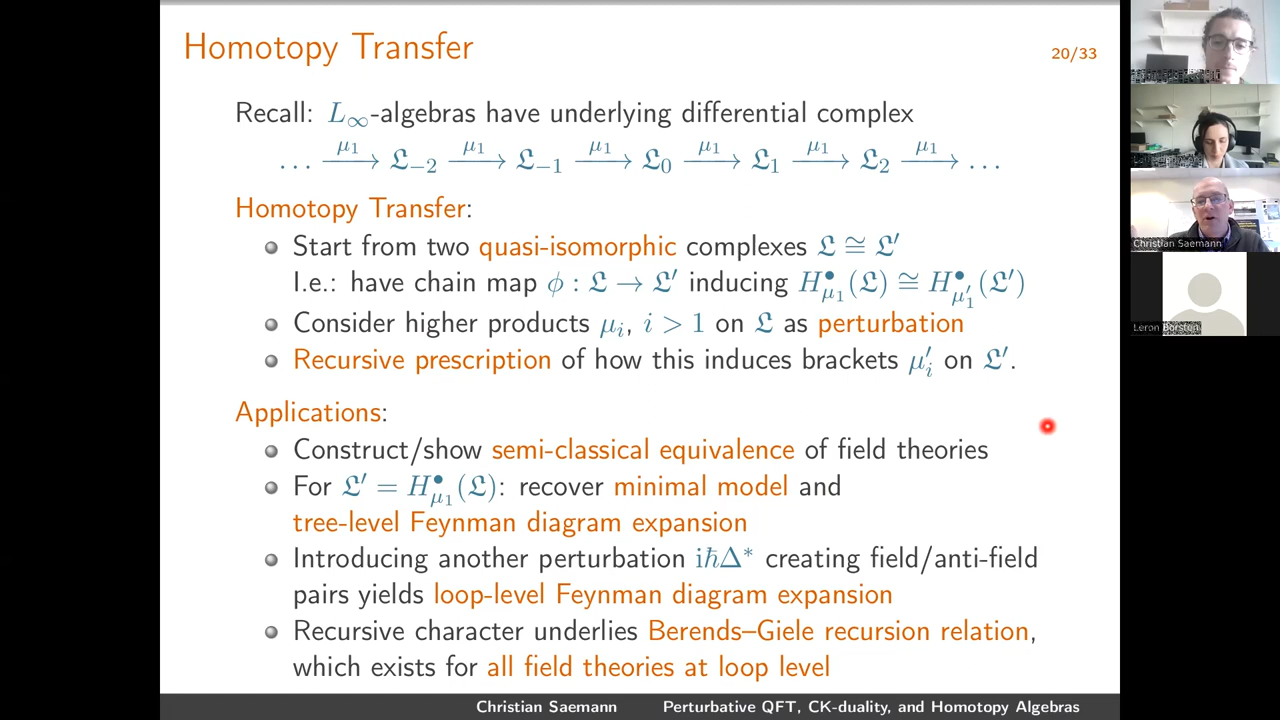 Homotopy Transfer
20/33
Recall: L∞-algebras have underlying differential complex
… —μ₁→ 𝔏₋₂ —μ₁→ 𝔏₋₁ —μ₁→ 𝔏₀ —μ₁→ 𝔏₁ —μ₁→ 𝔏₂ —μ₁→ …
Homotopy Transfer:
Start from two quasi-isomorphic complexes 𝔏 ≅ 𝔏′
I.e.: have chain map ϕ : 𝔏 → 𝔏′ inducing H•μ₁(𝔏) ≅ H•μ′₁(𝔏′)
Consider higher products μᵢ, i > 1 on 𝔏 as perturbation
Recursive prescription of how this induces brackets μ′ᵢ on 𝔏′.
Applications:
Construct/show semi-classical equivalence of field theories
For 𝔏′ = H•μ₁(𝔏): recover minimal model and
tree-level Feynman diagram expansion
Introducing another perturbation iℏΔ* creating field/anti-field
pairs yields loop-level Feynman diagram expansion
Recursive character underlies Berends–Giele recursion relation,
which exists for all field theories at loop level
Christian Saemann Perturbative QFT, CK-duality, and Homotopy Algebras
Christian Saemann
Leron Borsten